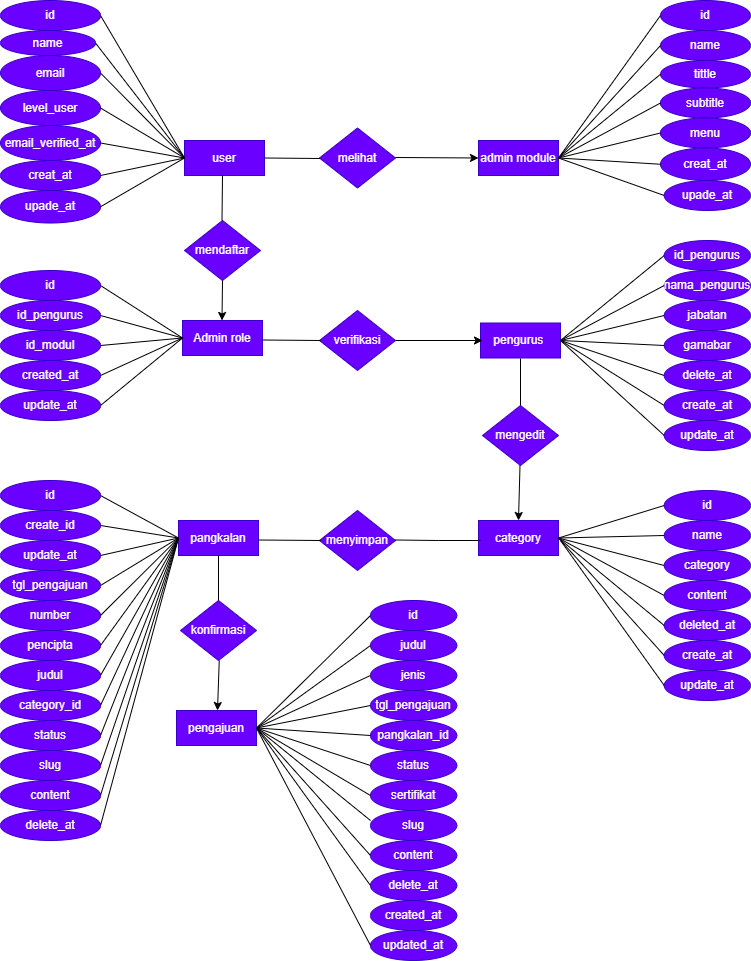 id
name
email
level_user
email_verified_at
creat_at
upade_at
user
melihat
admin module
id
name
tittle
subtitle
menu
creat_at
upade_at
mendaftar
id
id_pengurus
id_modul
created_at
update_at
Admin role
verifikasi
pengurus
id_pengurus
nama_pengurus
jabatan
gamabar
delete_at
create_at
update_at
mengedit
id
create_id
update_at
tgl_pengajuan
number
pencipta
judul
category_id
status
slug
content
delete_at
pangkalan
menyimpan
category
id
name
category
content
deleted_at
create_at
update_at
konfirmasi
pengajuan
id
judul
jenis
tgl_pengajuan
pangkalan_id
status
sertifikat
slug
content
delete_at
created_at
updated_at